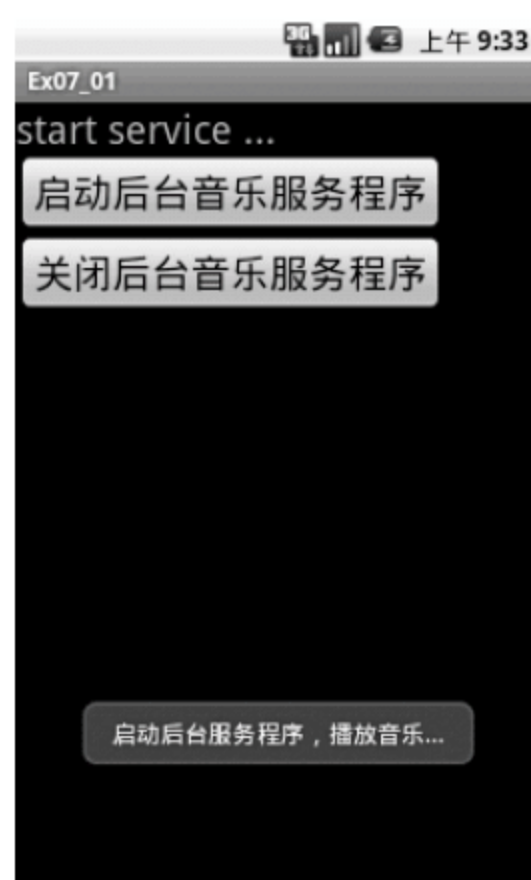 3G
上午 9:33
Ex07_01
start service ...
启动后台音乐服务程序
关闭后台音乐服务程序
启动后台服务程序，播放音乐...